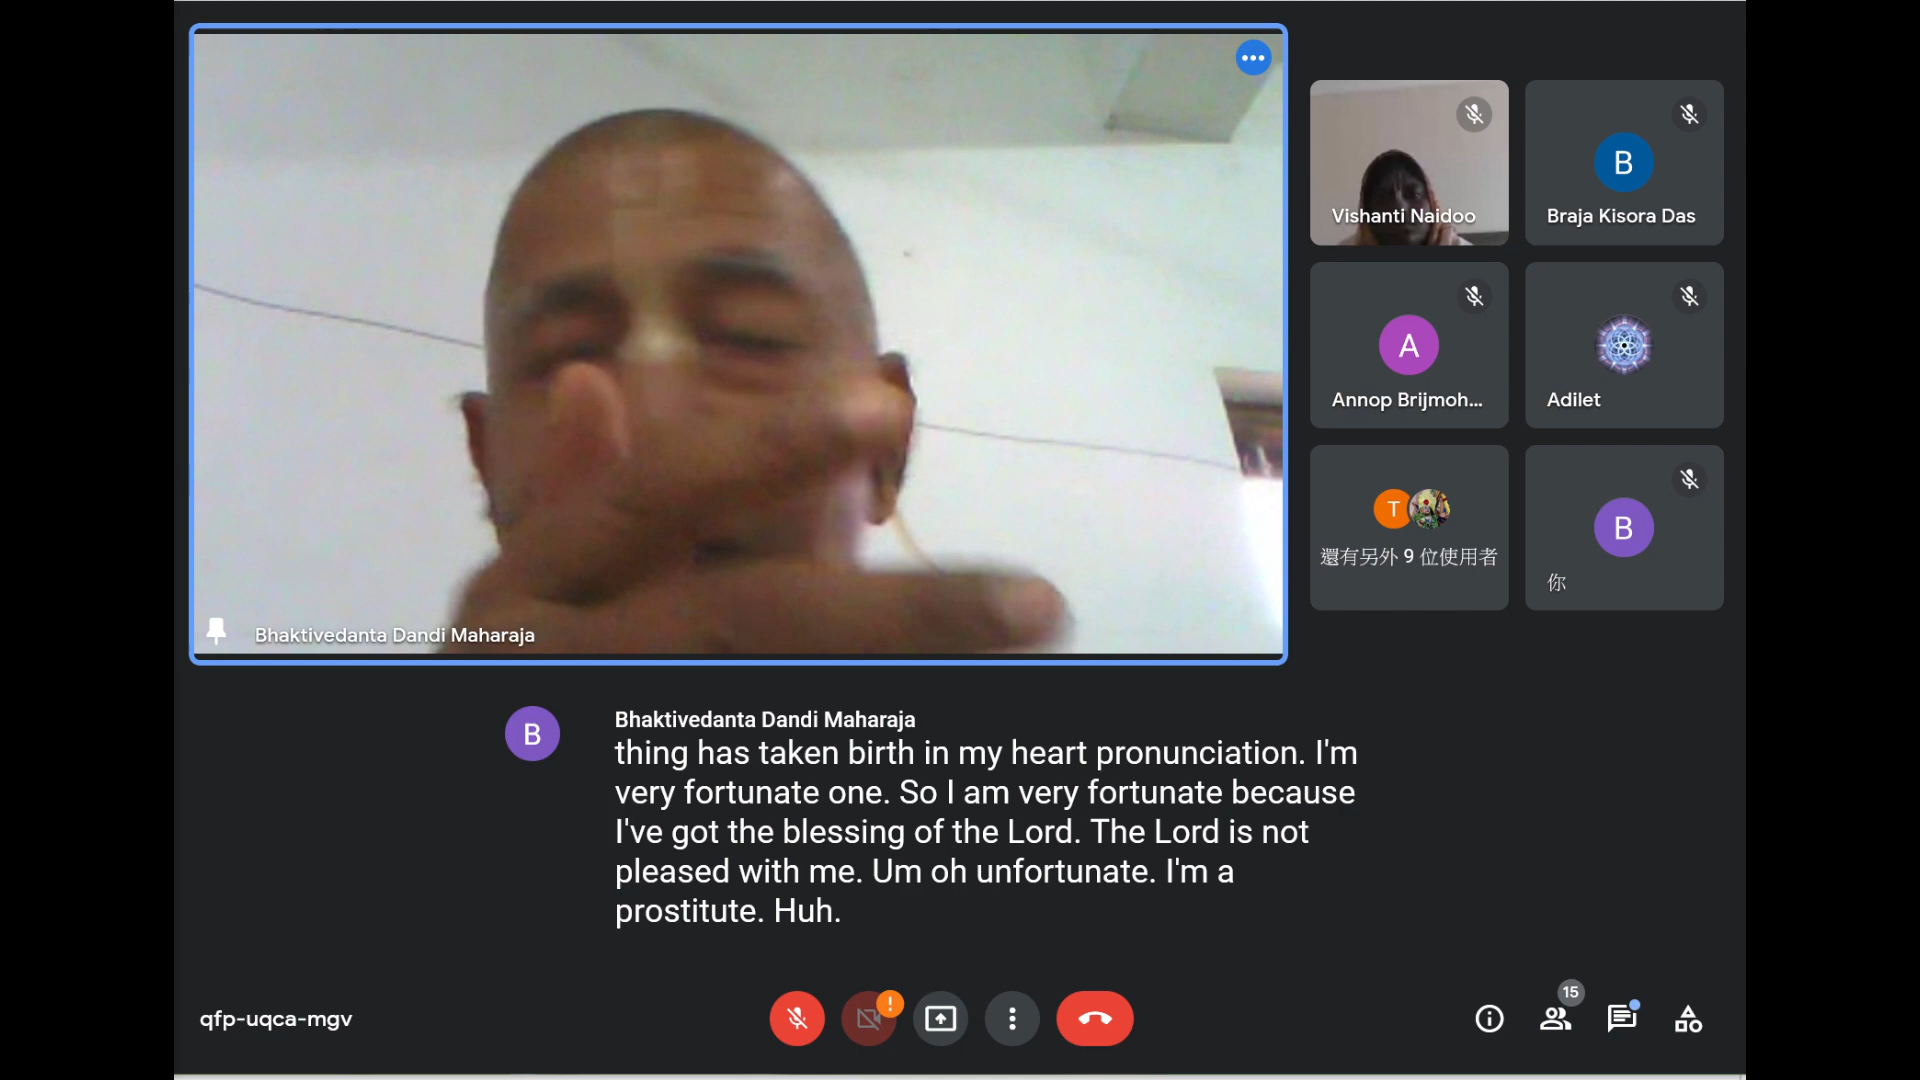 Bhaktivedanta Dandi Maharaja
Vishanti Naidoo
B
Braja Kisora Das
A
Annop Brijmoh...
Adilet
T
還有另外 9 位使用者
B
你
B
Bhaktivedanta Dandi Maharaja
thing has taken birth in my heart pronunciation. I'm
very fortunate one. So I am very fortunate because
I've got the blessing of the Lord. The Lord is not
pleased with me. Um oh unfortunate. I'm a
prostitute. Huh.
qfp-uqca-mgv
!
15